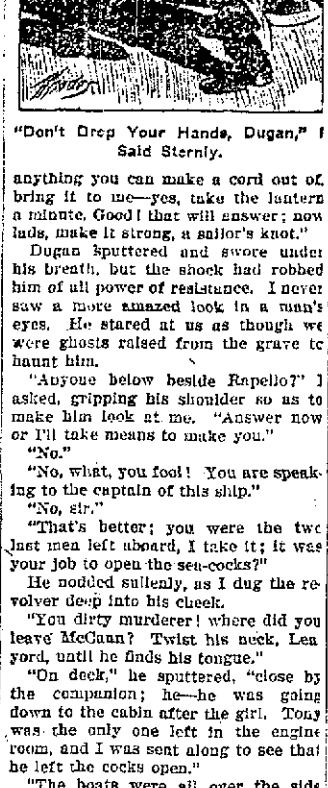 "Don't Drop Your Hands, Dugan," I
Said Sternly.
anything you can make a cord out of,
bring it to me—yes, take the lantern
a minute. Good! that will answer; now
lads, make it strong, a sailor's knot."
Dugan sputtered and swore under
his breath, but the shock had robbed
him of all power of resistance. I never
saw a more amazed look in a man's
eyes. He stared at us as though we
were ghosts raised from the grave to
haunt him.
"Anyone below beside Rapello?" I
asked, gripping his shoulder so as to
make him look at me. "Answer now
or I'll take means to make you."
"No."
"No, what, you fool! You are speak-
ing to the captain of this ship."
"No, sir."
"That's better; you were the two
last men left aboard, I take it; it was
your job to open the sea-cocks?"
He nodded sullenly, as I dug the re-
volver deep into his cheek.
"You dirty murderer! where did you
leave McCann? Twist his neck, Lea
yord, until he finds his tongue."
"On deck," he sputtered, "close by
the companion; he—he was going
down to the cabin after the girl. Tony
was the only one left in the engine
room, and I was sent along to see that
he left the cocks open."
"The boats were all over the side